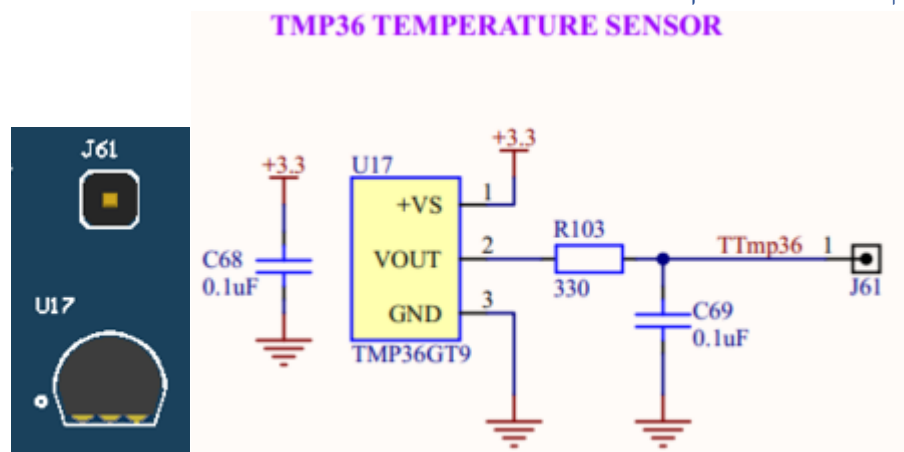 TMP36 TEMPERATURE SENSOR
J61
U17
+3.3
+3.3
U17
1
+VS
R103
TTmp36
1
VOUT
2
C68
0.1uF
330
J61
GND
3
C69
0.1uF
TMP36GT9